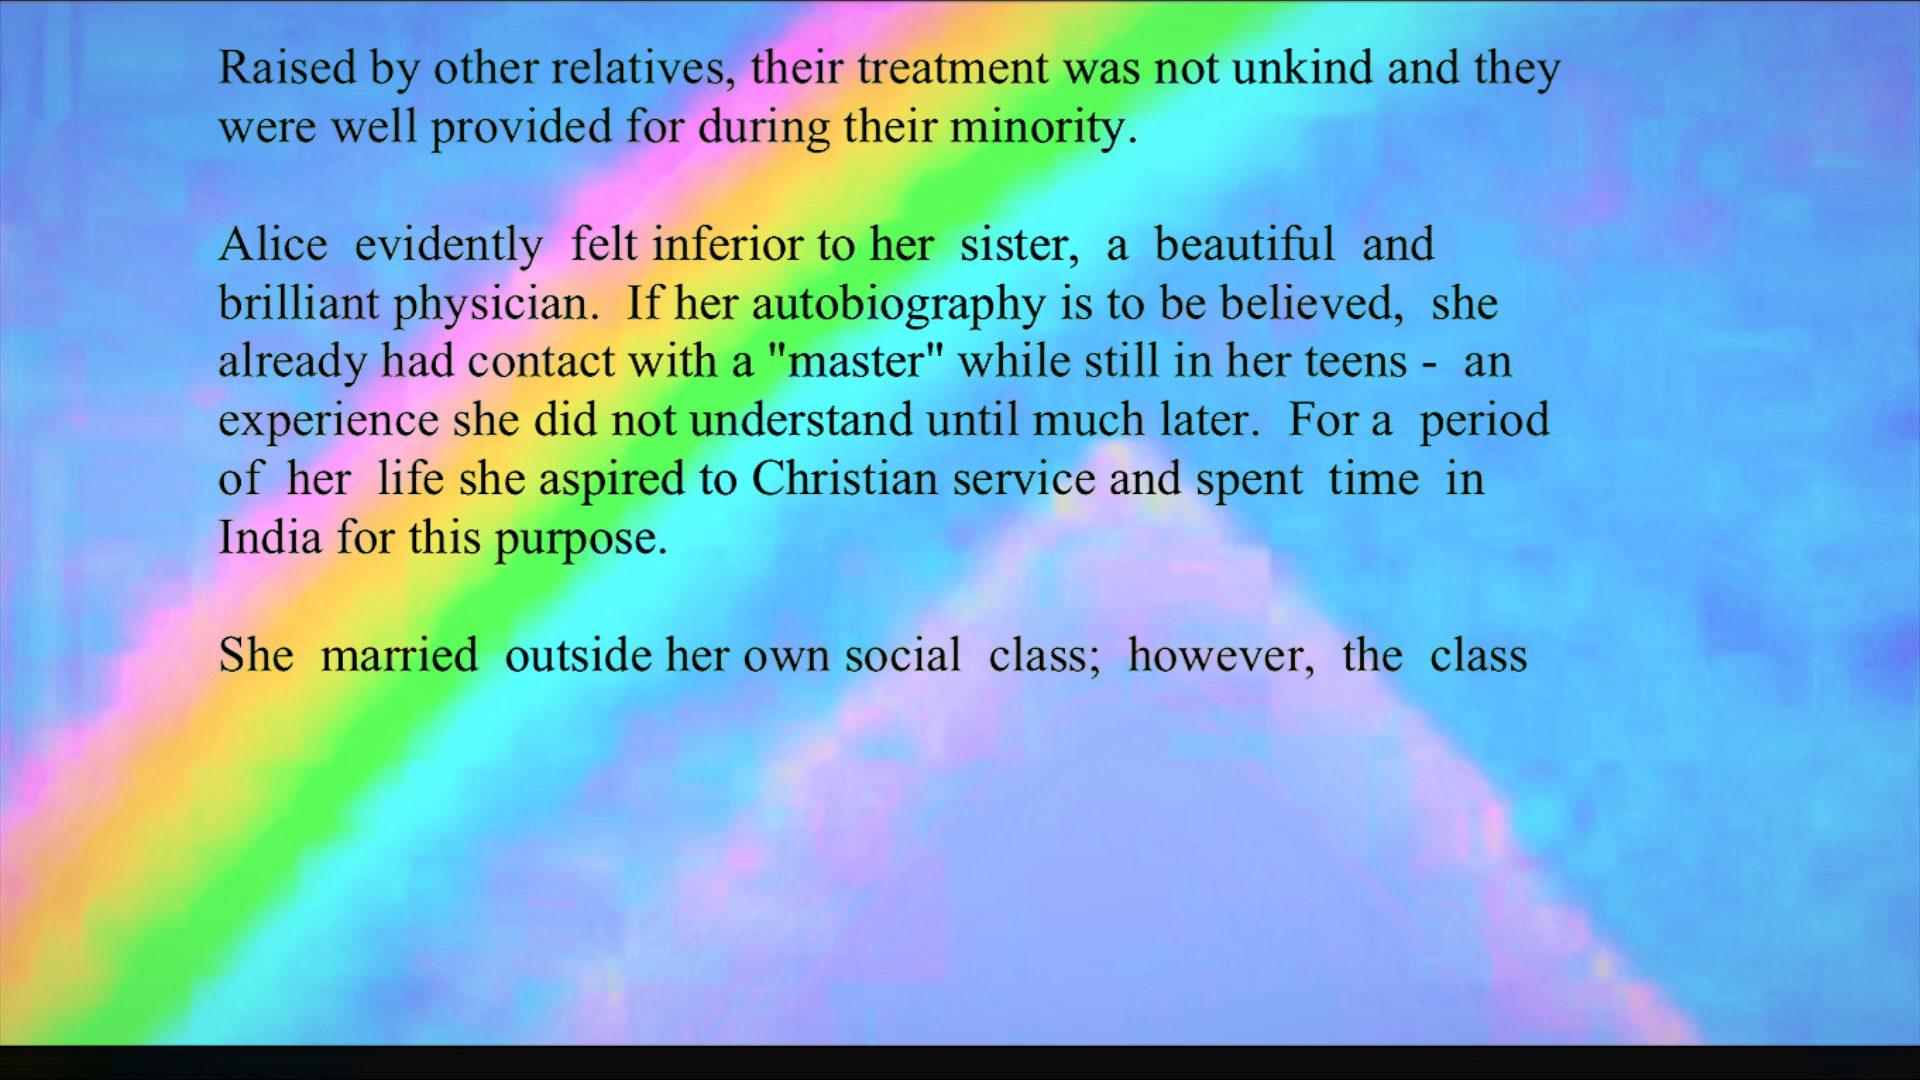 Raised by other relatives, their treatment was not unkind and they
were well provided for during their minority.
Alice evidently felt inferior to her sister, a beautiful and
brilliant physician. If her autobiography is to be believed, she
already had contact with a "master" while still in her teens - an
experience she did not understand until much later. For a period
of her life she aspired to Christian service and spent time in
India for this purpose.
She married outside her own social class; however, the class